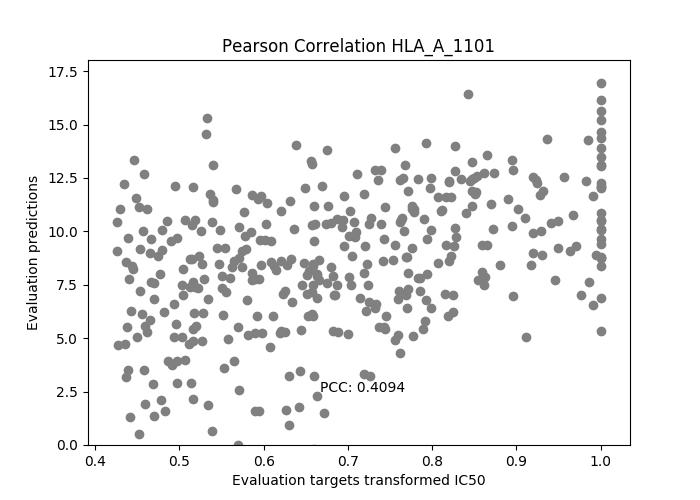 Pearson Correlation HLA_A_1101
17.5
15.0
12.5
10.0
7.5
5.0
2.5
0.0
Evaluation predictions
PCC: 0.4094
0.4 0.5 0.6 0.7 0.8 0.9 1.0
Evaluation targets transformed IC50